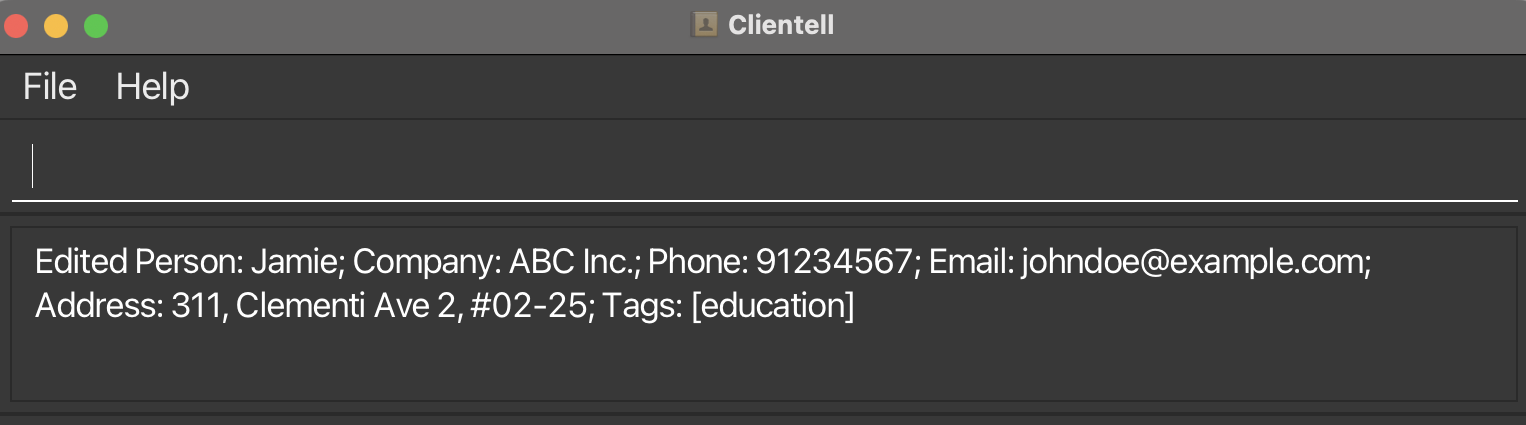 Clientell
File Help
Edited Person: Jamie; Company: ABC Inc.; Phone: 91234567; Email: johndoe@example.com;
Address: 311, Clementi Ave 2, #02-25; Tags: [education]